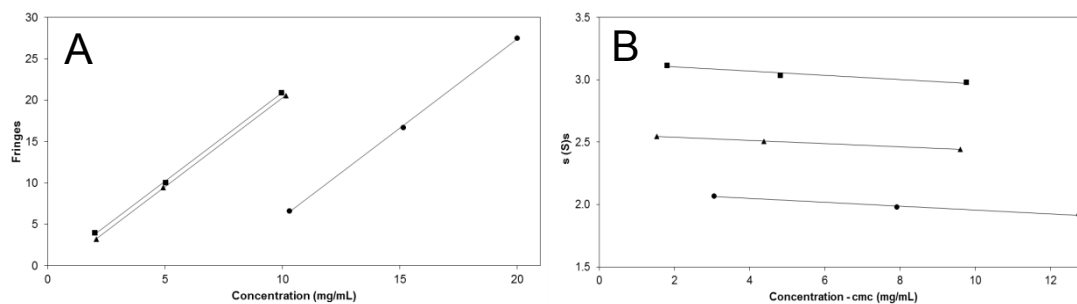 A
30
25
20
15
10
5
0
Fringes
0 5 10 15 20
Concentration (mg/mL)
B
3.5
3.0
2.5
2.0
1.5
s (S)s
0 2 4 6 8 10 12
Concentration - cmc (mg/mL)